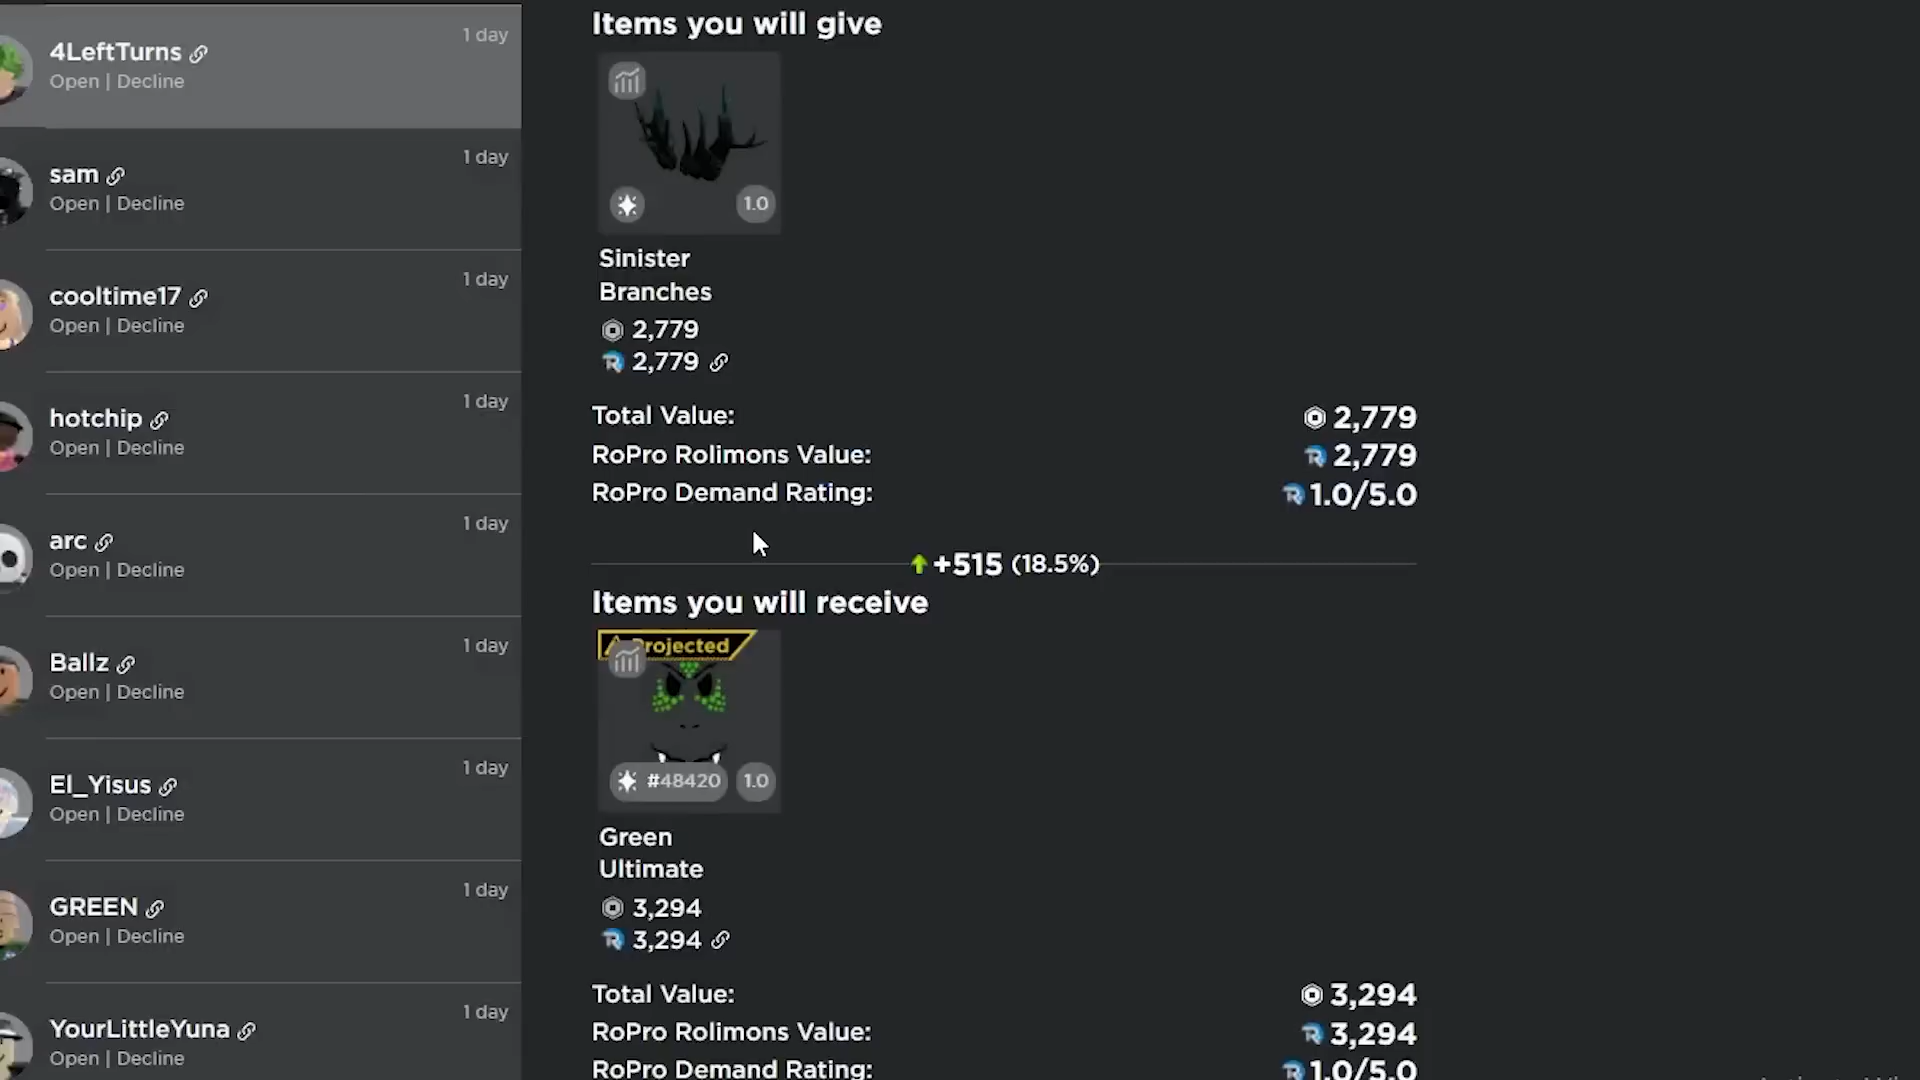 4LeftTurns
1 day
Open | Decline
sam
1 day
Open | Decline
cooltime17
1 day
Open | Decline
hotchip
1 day
Open | Decline
arc
1 day
Open | Decline
Ballz
1 day
Open | Decline
El_Yisus
1 day
Open | Decline
GREEN
1 day
Open | Decline
YourLittleYuna
1 day
Open | Decline
Items you will give
1.0
Sinister
Branches
2,779
2,779
Total Value: 2,779
RoPro Rolimons Value: 2,779
RoPro Demand Rating: 1.0/5.0
+515 (18.5%)
Items you will receive
Projected
#48420 1.0
Green
Ultimate
3,294
3,294
Total Value: 3,294
RoPro Rolimons Value: 3,294
RoPro Demand Rating: 1.0/5.0